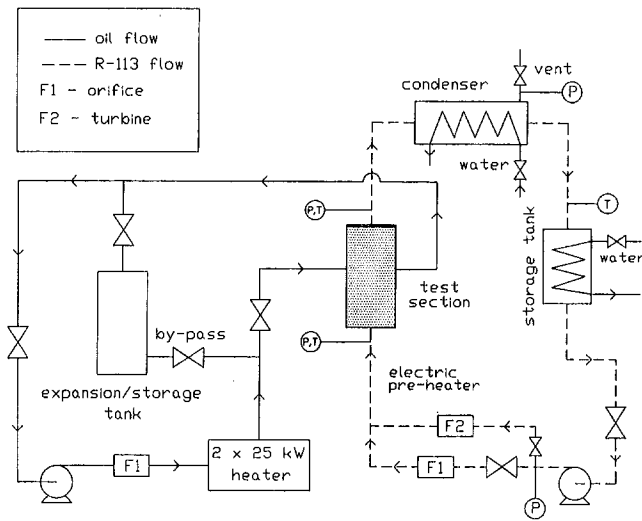 oil flow
R-113 flow
F1 - orifice
F2 - turbine
condenser
vent
P
water
P,T
T
storage tank
water
test
section
P,T
by-pass
expansion/storage
tank
electric
pre-heater
F2
F1
2 x 25 kW
heater
F1
P